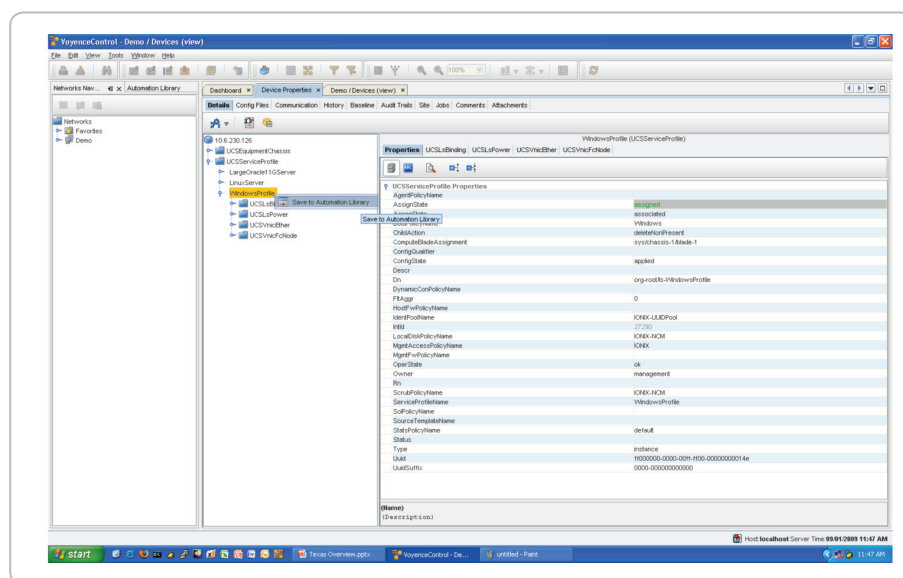 VoyenceControl - Demo / Devices (view)
File Edit View Tools Window Help
100%
Networks Nav... Automation Library
Networks
Favorites
Demo
Dashboard Device Properties Demo / Devices (view)
Details Config Files Communication History Baseline Audit Trails Site Jobs Comments Attachments
10.6.230.126
UCSEquipmentChassis
UCSServiceProfile
LargeOracle11GServer
LinuxServer
WindowsProfile
UCSLsBi
UCSLsPower
UCSVnicEther
UCSVnicFcNode
Save to Automation Library
Save to Automation Library
WindowsProfile (UCSServiceProfile)
Properties UCSLsBinding UCSLsPower UCSVnicEther UCSVnicFcNode
UCSServiceProfile Properties
AgentPolicyName
AssignState assigned
AssocState associated
BootPolicyName Windows
ChildAction deleteNonPresent
ComputeBladeAssignment sys/chassis-1/blade-1
ConfigQualifier
ConfigState applied
Descr
Dn org-root/ls-WindowsProfile
DynamicConPolicyName
FltAggr 0
HostFwPolicyName
IdentPoolName IONIX-UUIDPool
IntId 27290
LocalDiskPolicyName IONIX-NCM
MgmtAccessPolicyName IONIX
MgmtFwPolicyName
OperState ok
Owner management
Rn
ScrubPolicyName IONIX-NCM
ServiceProfileName WindowsProfile
SolPolicyName
SourceTemplateName
StatsPolicyName default
Status
Type instance
Uuid
UuidSuffix 0000-000000000000
(Name)
(Description)
Host:localhost Server Time:09/01/2009 11:47 AM
start Texas Overview.pptx VoyenceControl - De... untitled - Paint 11:47 AM